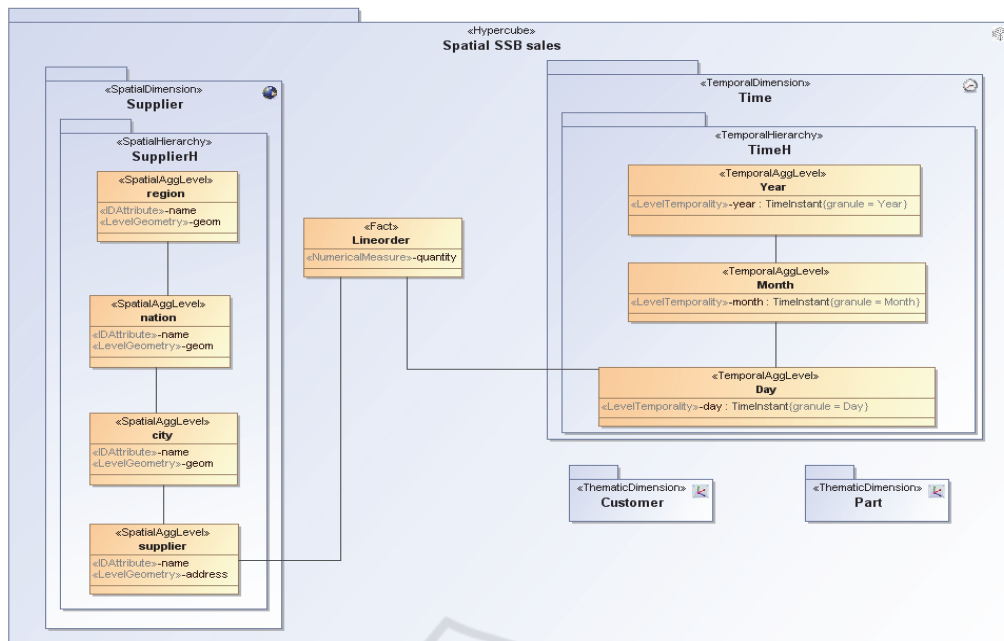 «Hypercube»
Spatial SSB sales
«SpatialDimension»
Supplier
«SpatialHierarchy»
SupplierH
«SpatialAggLevel»
region
«IDAttribute»-name
«LevelGeometry»-geom
«SpatialAggLevel»
nation
«IDAttribute»-name
«LevelGeometry»-geom
«SpatialAggLevel»
city
«IDAttribute»-name
«LevelGeometry»-geom
«SpatialAggLevel»
supplier
«IDAttribute»-name
«LevelGeometry»-address
«Fact»
Lineorder
«NumericalMeasure»-quantity
«TemporalDimension»
Time
«TemporalHierarchy»
TimeH
«TemporalAggLevel»
Year
«LevelTemporality»-year : TimeInstant{granule = Year}
«TemporalAggLevel»
Month
«LevelTemporality»-month : TimeInstant{granule = Month}
«TemporalAggLevel»
Day
«LevelTemporality»-day : TimeInstant{granule = Day}
«ThematicDimension»
Customer
«ThematicDimension»
Part